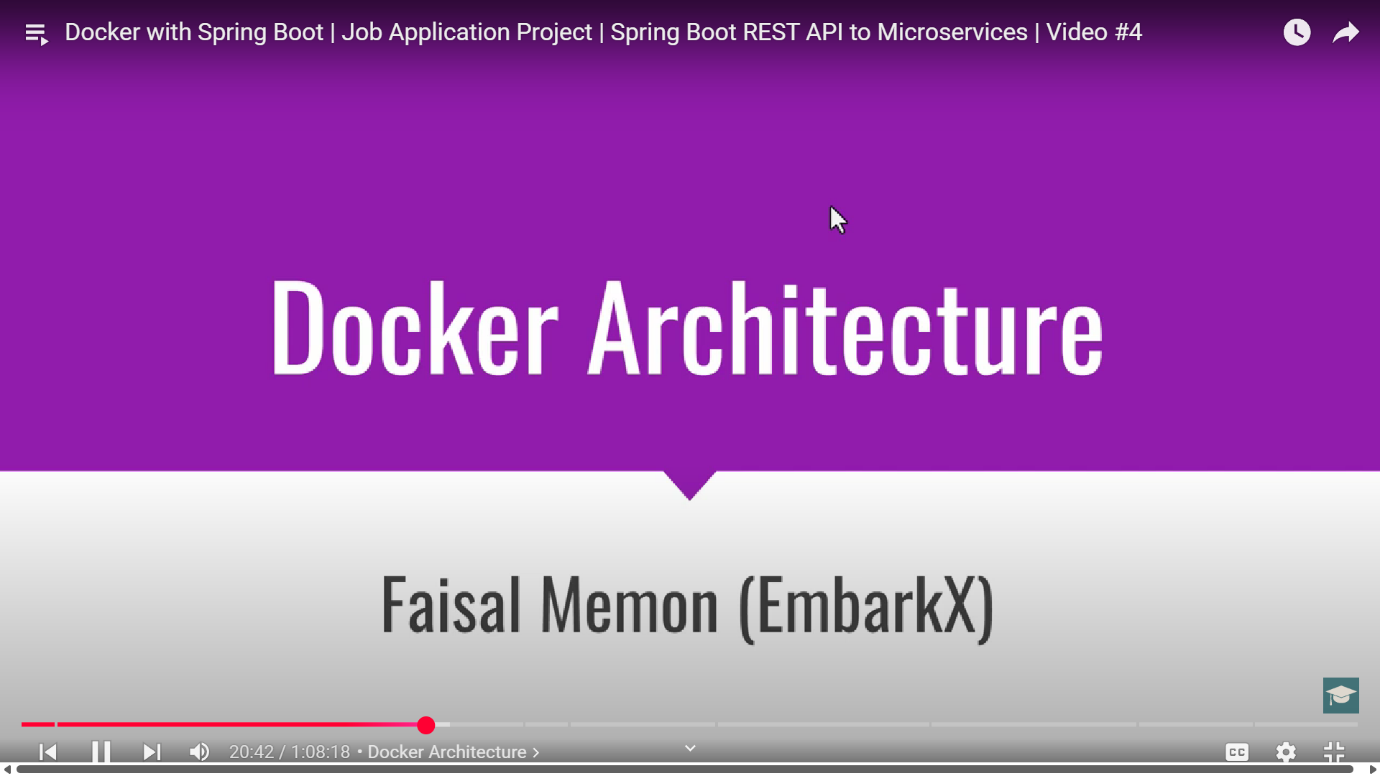 Docker with Spring Boot | Job Application Project | Spring Boot REST API to Microservices | Video #4
Docker Architecture
Faisal Memon (EmbarkX)
20:42 / 1:08:18 • Docker Architecture >
CC